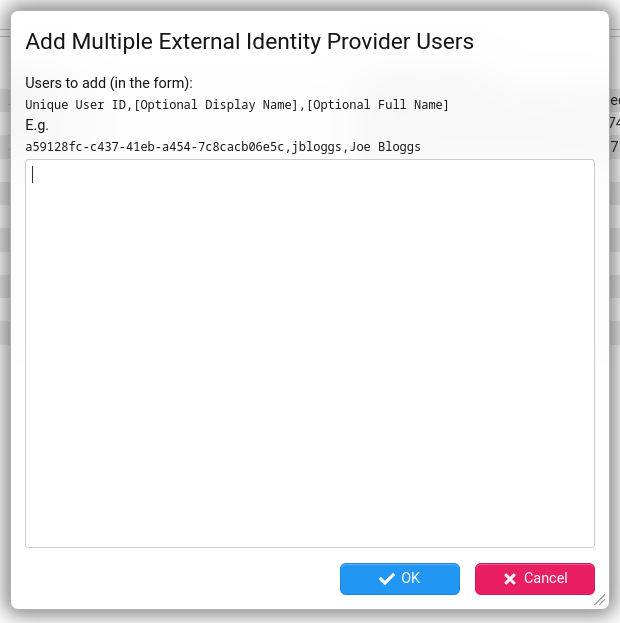 Add Multiple External Identity Provider Users
Users to add (in the form):
Unique User ID,[Optional Display Name],[Optional Full Name]
E.g.
a59128fc-c437-41eb-a454-7c8cacb06e5c,jbloggs,Joe Bloggs
OK
Cancel